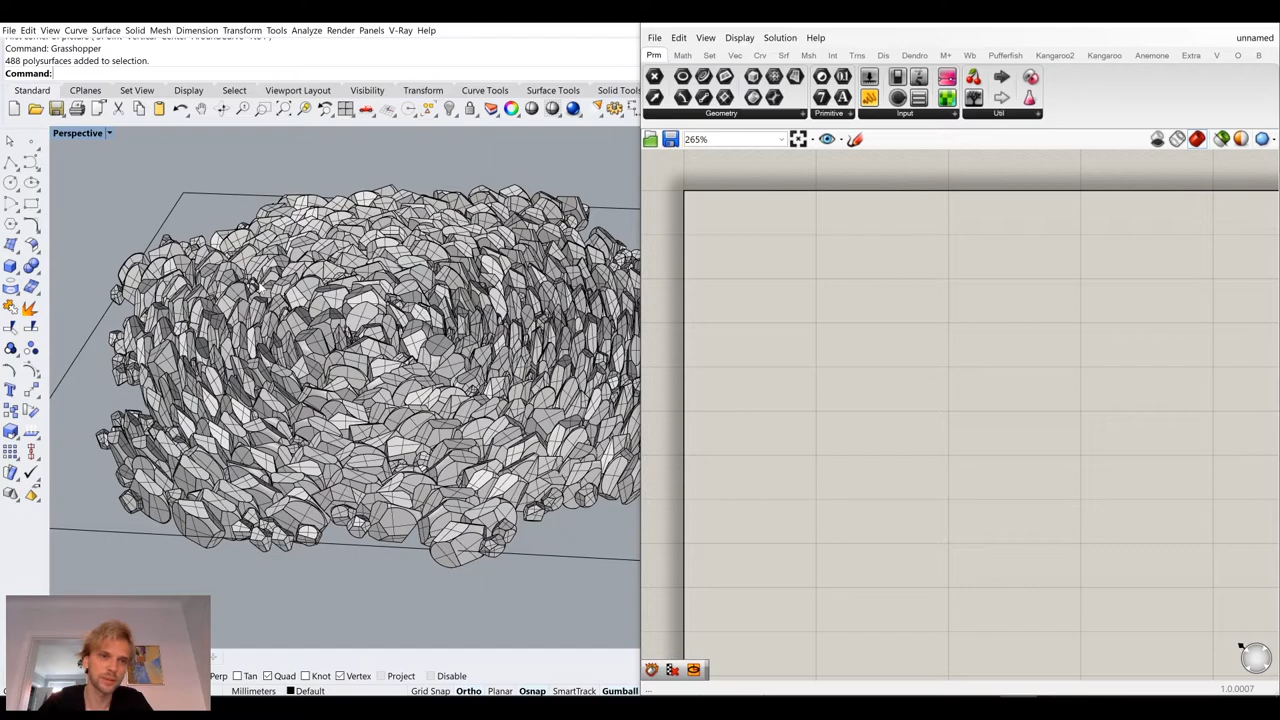 File Edit View Curve Surface Solid Mesh Dimension Transform Tools Analyze Render Panels V-Ray Help
Command: Grasshopper
488 polysurfaces added to selection.
Command:
Standard CPlanes Set View Display Select Viewport Layout Visibility Transform Curve Tools Surface Tools Solid Tools
Perspective
Perp Tan Quad Knot Vertex Project Disable
Millimeters Default Grid Snap Ortho Planar Osnap SmartTrack Gumball
File Edit View Display Solution Help unnamed
Prm Math Set Vec Crv Srf Msh Int Trns Dis Dendro M+ Wb Pufferfish Kangaroo2 Kangaroo Anemone Extra V O B
Geometry Primitive Input Util
265%
...
1.0.0007